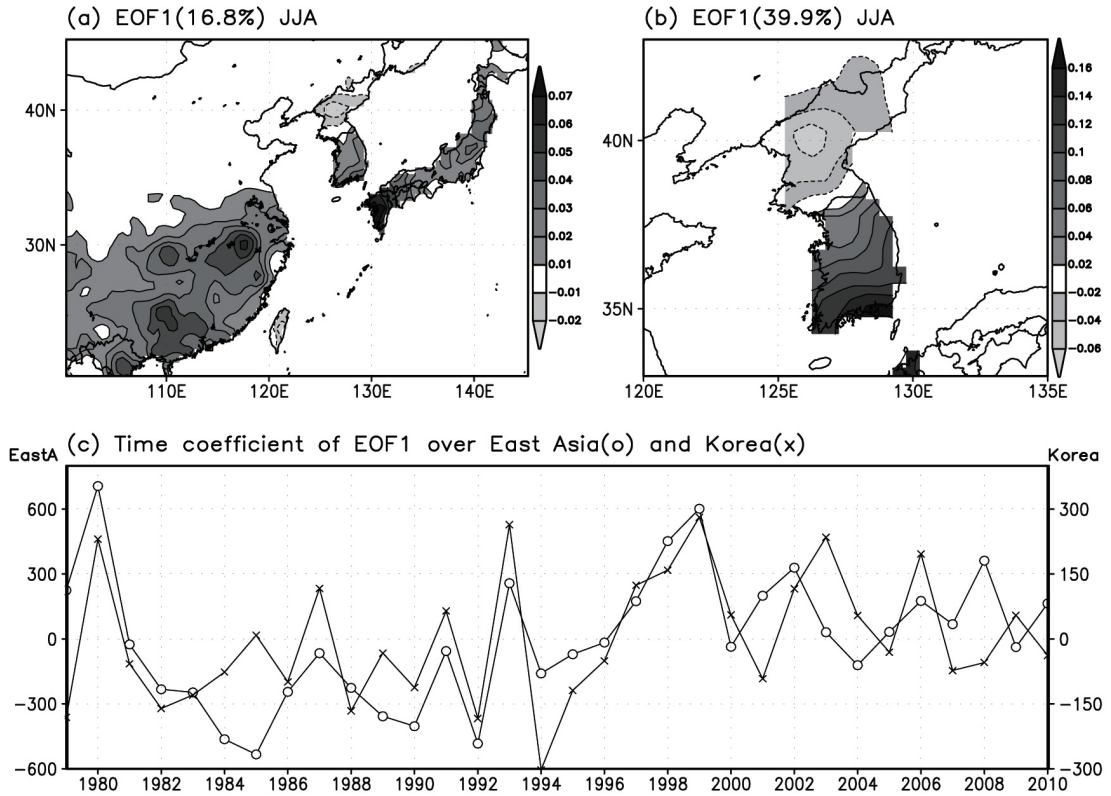 (a) EOF1(16.8%) JJA
40N
30N
110E 120E 130E 140E
0.07
0.06
0.05
0.04
0.03
0.02
0.01
−0.01
−0.02
(b) EOF1(39.9%) JJA
40N
35N
120E 125E 130E 135E
0.16
0.14
0.12
0.1
0.08
0.06
0.04
0.02
−0.02
−0.04
−0.06
(c) Time coefficient of EOF1 over East Asia(o) and Korea(x)
EastA
Korea
600
300
0
−300
−600
300
150
0
−150
−300
1980 1982 1984 1986 1988 1990 1992 1994 1996 1998 2000 2002 2004 2006 2008 2010